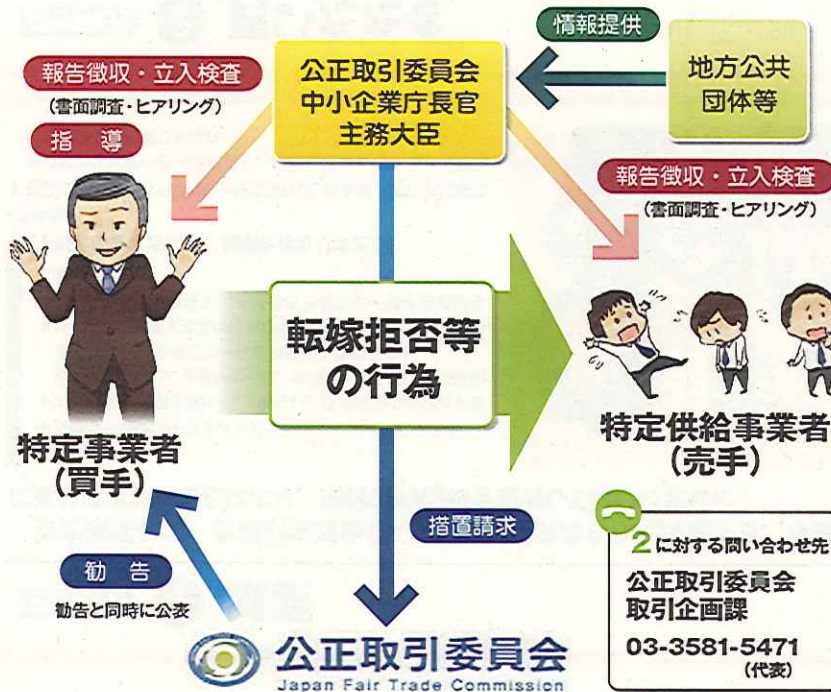 情報提供
地方公共
団体等
公正取引委員会
中小企業庁長官
主務大臣
報告徴収・立入検査
(書面調査・ヒアリング)
指 導
報告徴収・立入検査
(書面調査・ヒアリング)
転嫁拒否等
の行為
特定事業者
(買手)
特定供給事業者
(売手)
措置請求
勧 告
勧告と同時に公表
公正取引委員会
Japan Fair Trade Commission
2に対する問い合わせ先
公正取引委員会
取引企画課
03-3581-5471
(代表)